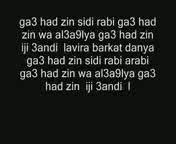 ga3 had zin sidi rabi ga3 had
zin wa al3a9lya ga3 had zin
iji 3andi  lavira barkat danya
ga3 had zin sidi rabi arabi
ga3 had zin wa al3a9lya ga3
had zin  iji 3andi  l